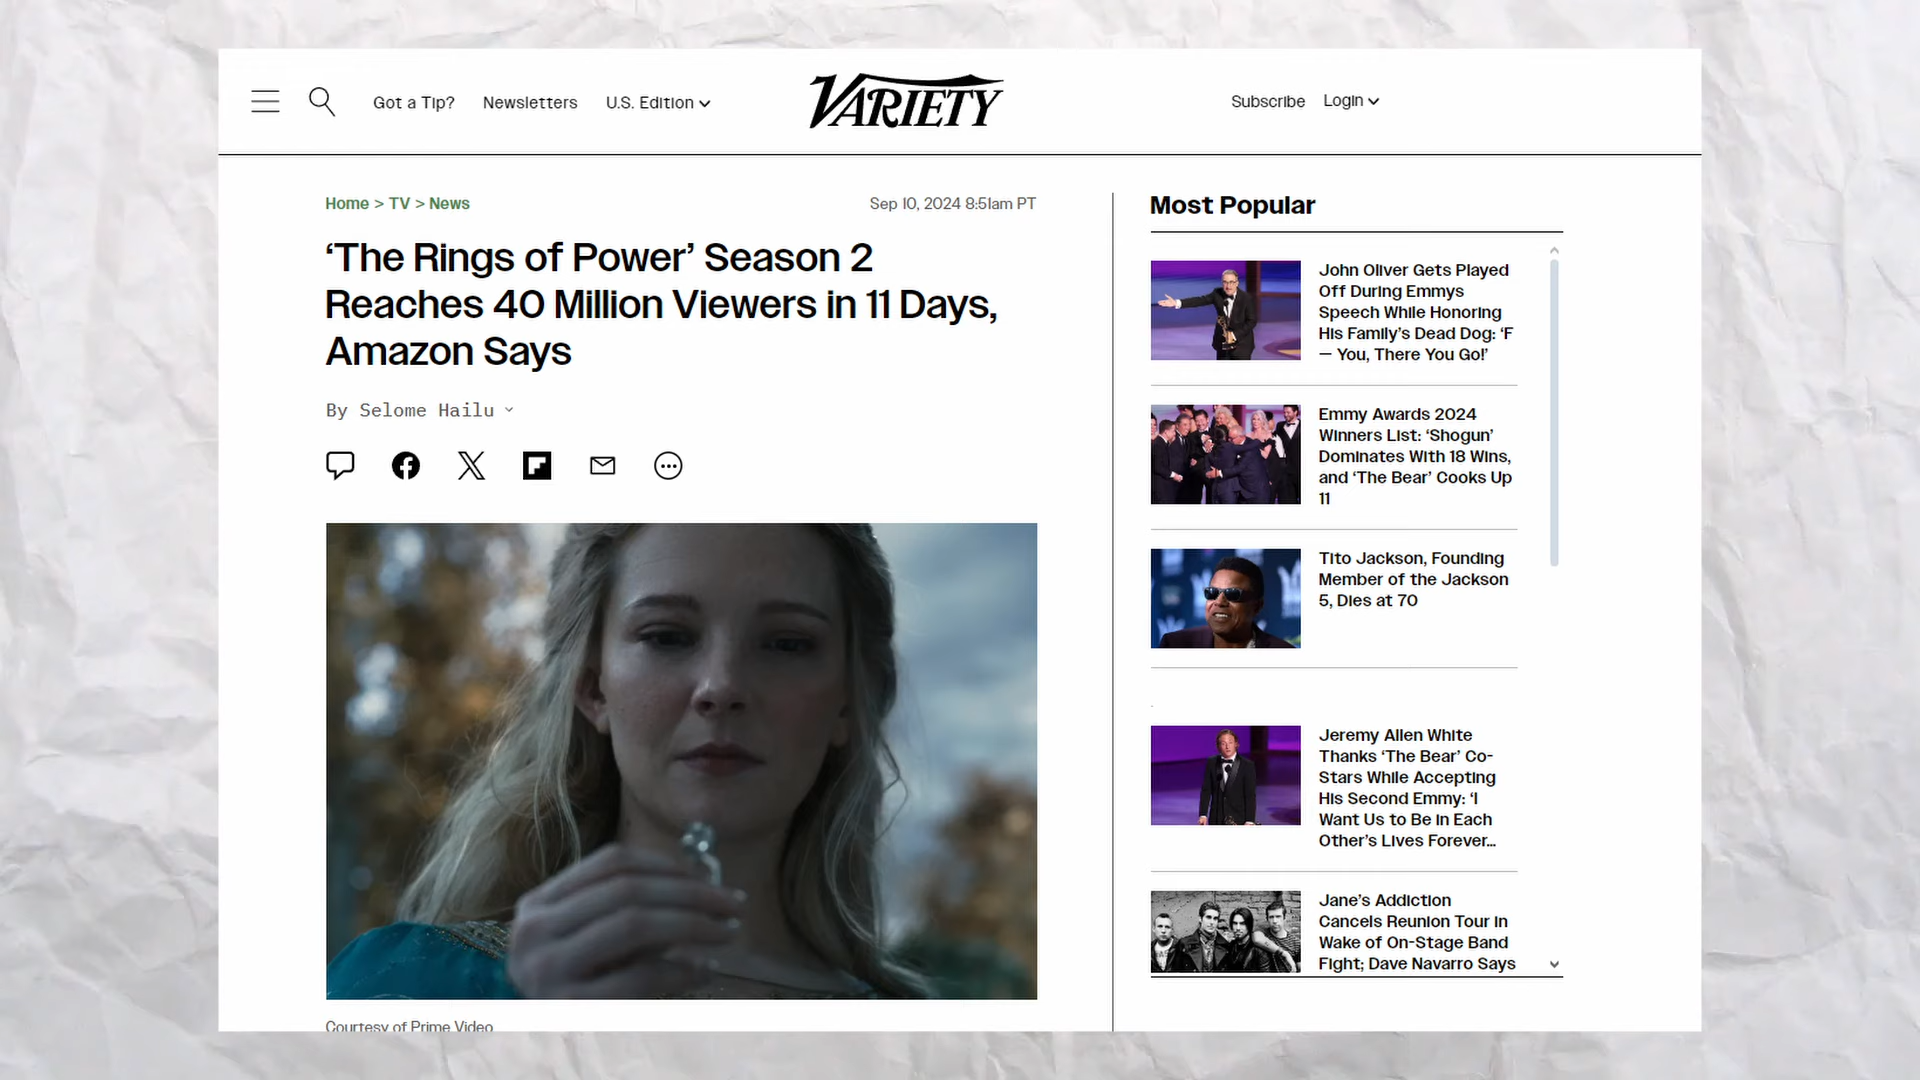 Got a Tip?
Newsletters
U.S. Edition
VARIETY
Subscribe
Login
Home > TV > News
Sep 10, 2024 8:51am PT
‘The Rings of Power’ Season 2
Reaches 40 Million Viewers in 11 Days,
Amazon Says
By Selome Hailu
Courtesy of Prime Video
Most Popular
John Oliver Gets Played
Off During Emmys
Speech While Honoring
His Family’s Dead Dog: ‘F
— You, There You Go!’
Emmy Awards 2024
Winners List: ‘Shogun’
Dominates With 18 Wins,
and ‘The Bear’ Cooks Up
11
Tito Jackson, Founding
Member of the Jackson
5, Dies at 70
Jeremy Allen White
Thanks ‘The Bear’ Co-
Stars While Accepting
His Second Emmy: ‘I
Want Us to Be in Each
Other’s Lives Forever...
Jane’s Addiction
Cancels Reunion Tour in
Wake of On-Stage Band
Fight; Dave Navarro Says